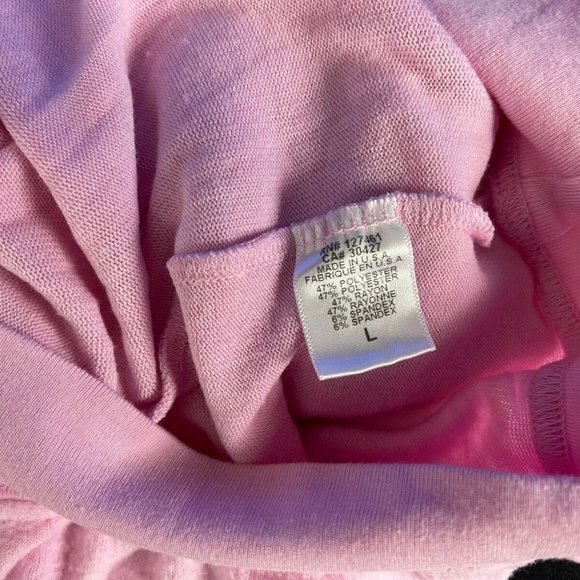 RN# 127461
CA# 30427
MADE IN U.S.A
FABRIQUE EN U.S.A
47% POLYESTER
47% POLYESTER
47% RAYON
47% RAYONNE
6% SPANDEX
6% SPANDEX
L